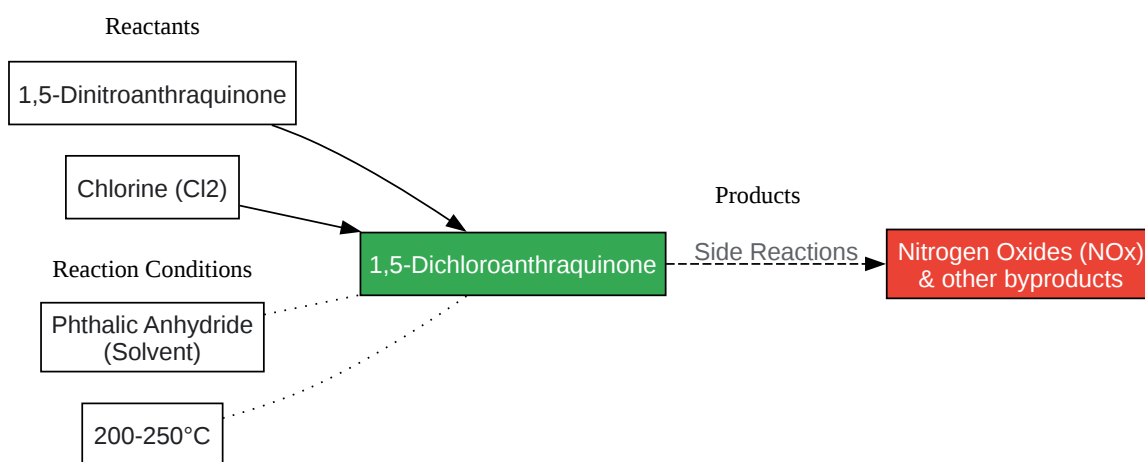 Reactants
1,5-Dinitroanthraquinone
Chlorine (Cl2)
Reaction Conditions
Phthalic Anhydride
(Solvent)
200-250°C
1,5-Dichloroanthraquinone
Products
Side Reactions
Nitrogen Oxides (NOx)
& other byproducts